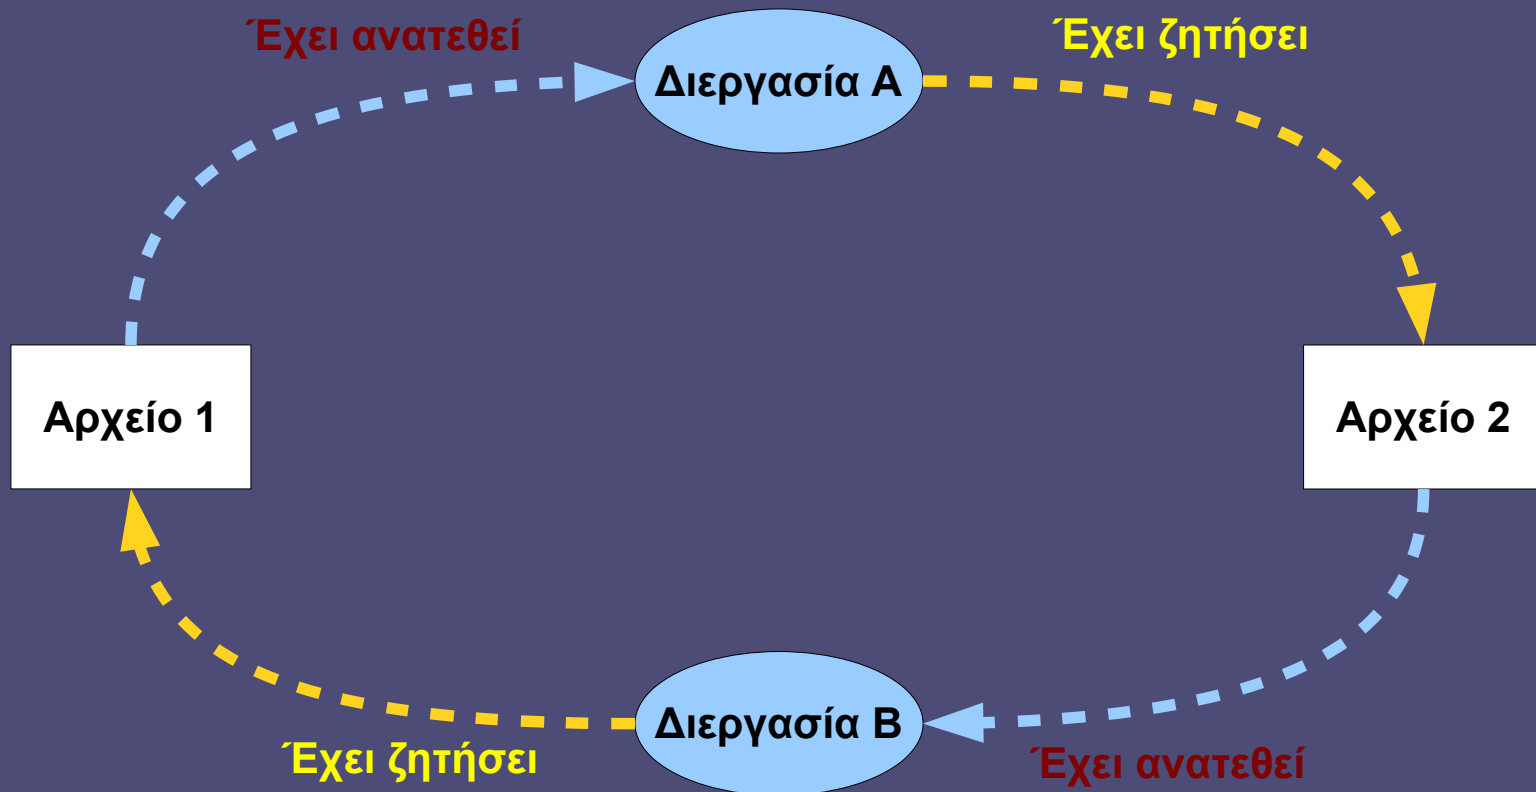 Έχει ανατεθεί
Διεργασία Α
Έχει ζητήσει
Αρχείο 1
Αρχείο 2
Έχει ζητήσει
Διεργασία Β
Έχει ανατεθεί